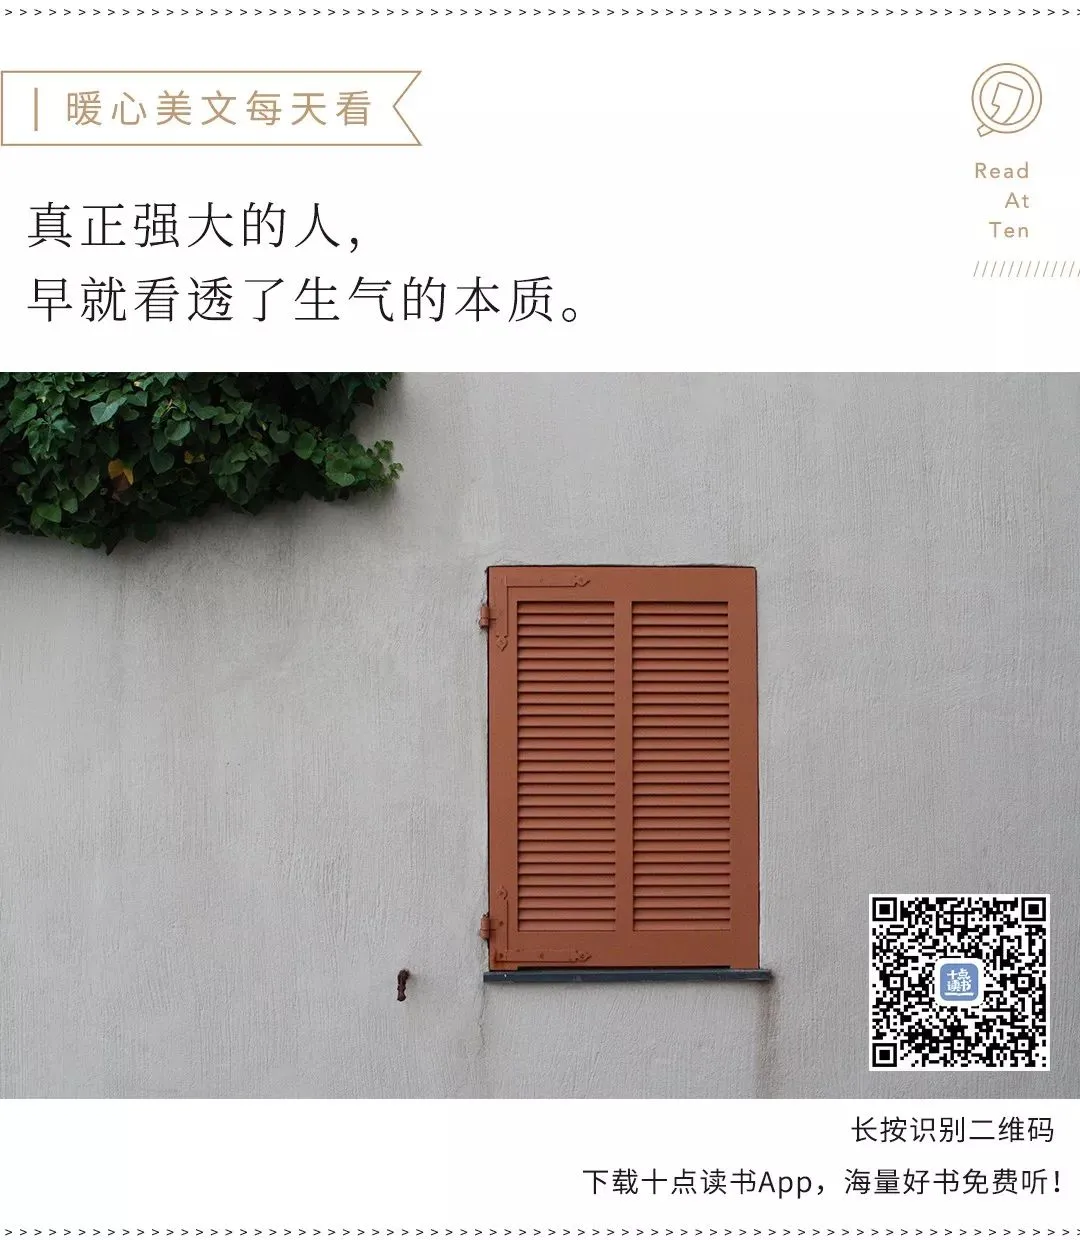 暖心美文每天看
Read
At
Ten
真正强大的人，
早就看透了生气的本质。
十点
读书
长按识别二维码
下载十点读书App，海量好书免费听！